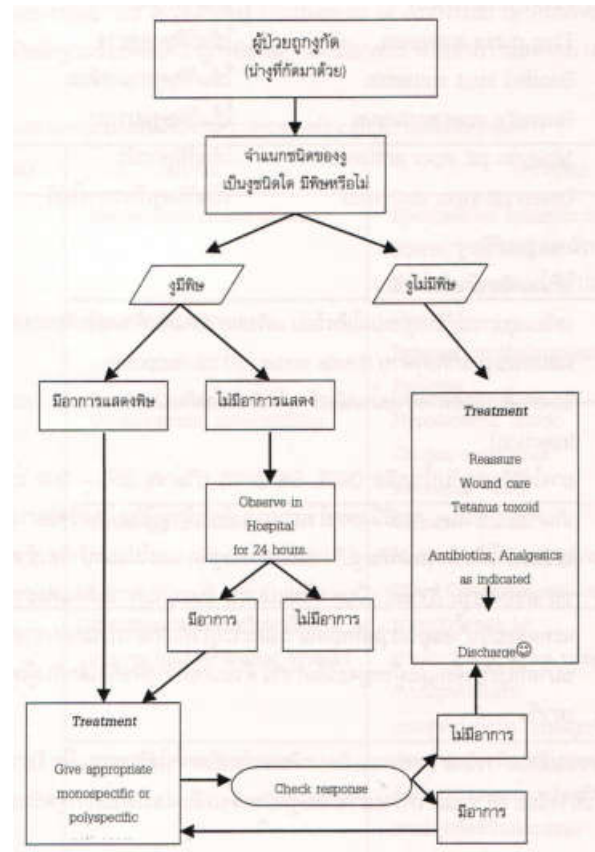 ผู้ป่วยถูกงูกัด
(นำงูที่กัดมาด้วย)
จำแนกชนิดของงู
เป็นงูชนิดใด มีพิษหรือไม่
งูมีพิษ
งูไม่มีพิษ
มีอาการแสดงพิษ
ไม่มีอาการแสดง
Treatment
Reassure
Wound care
Tetanus toxoid
Antibiotics, Analgestics
as indicated
Discharge☺
Observe in
Hospital
for 24 hours.
มีอาการ
ไม่มีอาการ
Treatment
Give appropriate
monospecific or
polyspecific
Check response
ไม่มีอาการ
มีอาการ